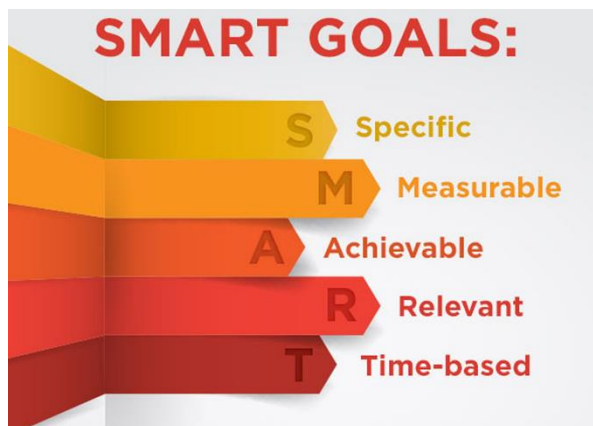 SMART GOALS:
S Specific
M Measurable
A Achievable
R Relevant
T Time-based